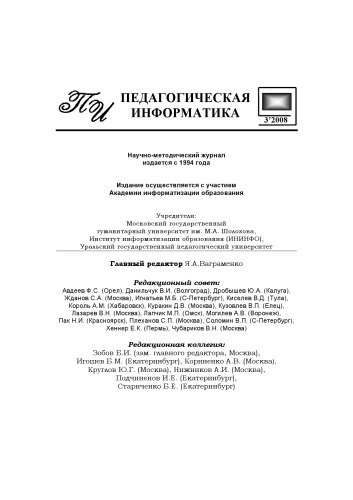 ПИ
ПЕДАГОГИЧЕСКАЯ
ИНФОРМАТИКА
3'2008
Научно-методический журнал
издается с 1994 года
Издание осуществляется с участием
Академии информатизации образования
Учредители:
Московский государственный
гуманитарный университет им. М.А. Шолохова,
Институт информатизации образования (ИНИНФО),
Уральский государственный педагогический университет
Главный редактор Я.А.Ваграменко
Редакционный совет:
Авдеев Ф.С. (Орел), Данильчук В.И. (Волгоград), Дробышев Ю.А. (Калуга),
Жданов С.А. (Москва), Игнатьев М.Б. (С-Петербург), Киселев В.Д. (Тула),
Король А.М. (Хабаровск), Куракин Д.В. (Москва), Кузовлев В.П. (Елец),
Лазарев В.Н. (Москва), Лапчик М.П. (Омск), Могилев А.В. (Воронеж),
Пак Н.И. (Красноярск), Плеханов С.П. (Москва), Соломин В.П. (С-Петербург),
Хеннер Е.К. (Пермь), Чубариков В.Н. (Москва)
Редакционная коллегия:
Зобов Б.И. (зам. главного редактора, Москва),
Игошев Б.М. (Екатеринбург), Корниенко А.В. (Москва),
Круглов Ю.Г. (Москва), Нижников А.И. (Москва),
Подчиненов И.Е. (Екатеринбург),
Стариченко Б.Е. (Екатеринбург)